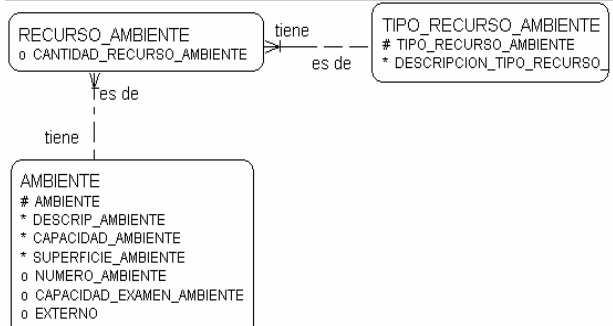 RECURSO_AMBIENTE
o CANTIDAD_RECURSO_AMBIENTE
tiene
es de
TIPO_RECURSO_AMBIENTE
# TIPO_RECURSO_AMBIENTE
* DESCRIPCION_TIPO_RECURSO_
es de
tiene
AMBIENTE
# AMBIENTE
* DESCRIP_AMBIENTE
* CAPACIDAD_AMBIENTE
* SUPERFICIE_AMBIENTE
o NUMERO_AMBIENTE
o CAPACIDAD_EXAMEN_AMBIENTE
o EXTERNO